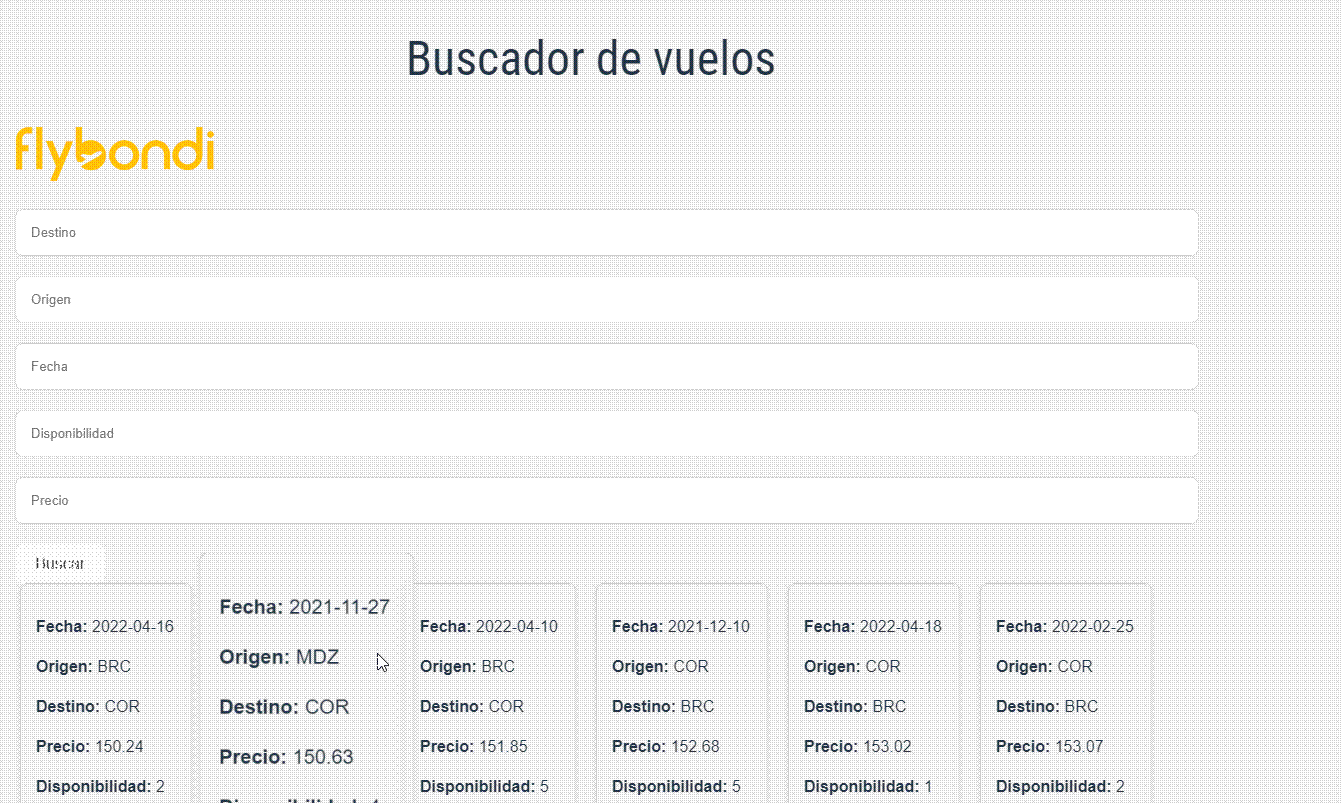 Buscador de vuelos
flybondi
Destino
Origen
Fecha
Disponibilidad
Precio
Buscar
Fecha: 2022-04-16
Origen: BRC
Destino: COR
Precio: 150.24
Disponibilidad: 2
Fecha: 2021-11-27
Origen: MDZ
Destino: COR
Precio: 150.63
Fecha: 2022-04-10
Origen: BRC
Destino: COR
Precio: 151.85
Disponibilidad: 5
Fecha: 2021-12-10
Origen: COR
Destino: BRC
Precio: 152.68
Disponibilidad: 5
Fecha: 2022-04-18
Origen: COR
Destino: BRC
Precio: 153.02
Disponibilidad: 1
Fecha: 2022-02-25
Origen: COR
Destino: BRC
Precio: 153.07
Disponibilidad: 2